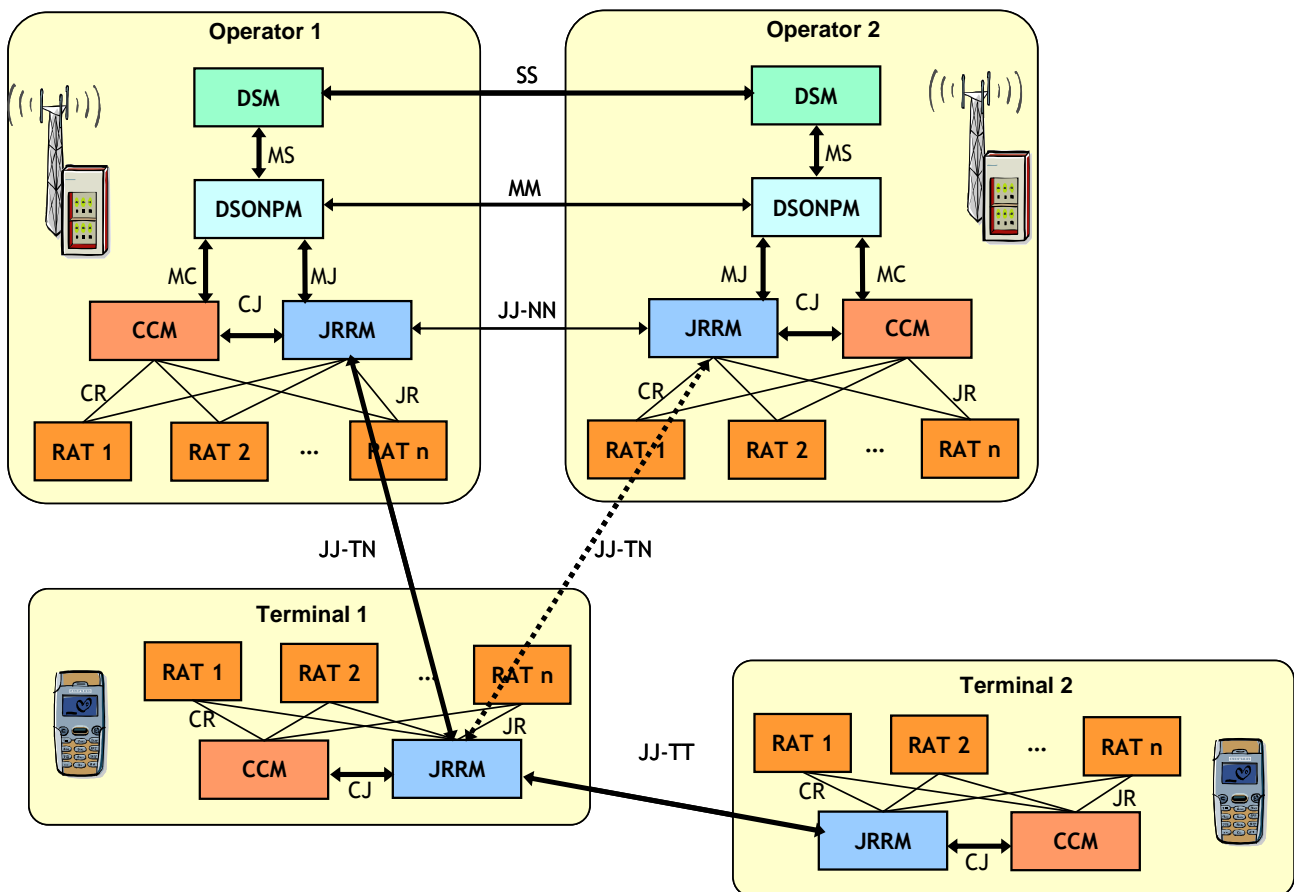 Operator 1
Operator 2
SS
DSM
DSM
MS
MS
MM
DSONPM
DSONPM
MC
MJ
MJ
MC
CJ
CJ
JJ-NN
CCM
JRRM
JRRM
CCM
CR
JR
CR
JR
RAT 1
RAT 2
...
RAT n
RAT 1
RAT 2
...
RAT n
JJ-TN
JJ-TN
Terminal 1
RAT 1
RAT 2
...
RAT n
CR
JR
CCM
CJ
JRRM
JJ-TT
Terminal 2
RAT 1
RAT 2
...
RAT n
CR
JR
JRRM
CJ
CCM